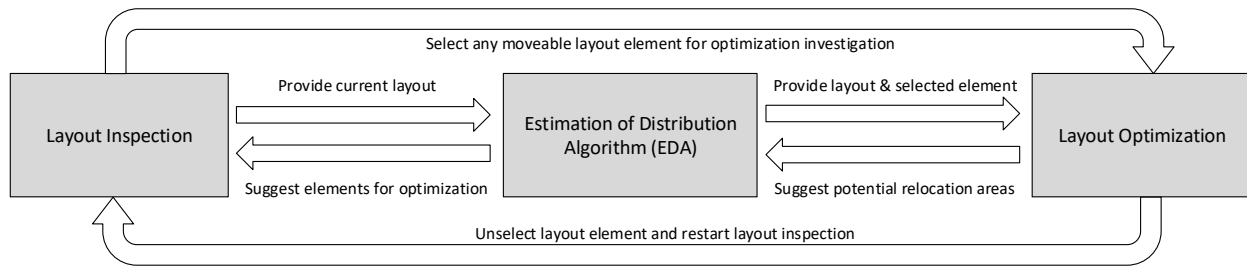 Select any moveable layout element for optimization investigation
Provide current layout
Provide layout & selected element
Layout Inspection
Estimation of Distribution
Algorithm (EDA)
Layout Optimization
Suggest elements for optimization
Suggest potential relocation areas
Unselect layout element and restart layout inspection